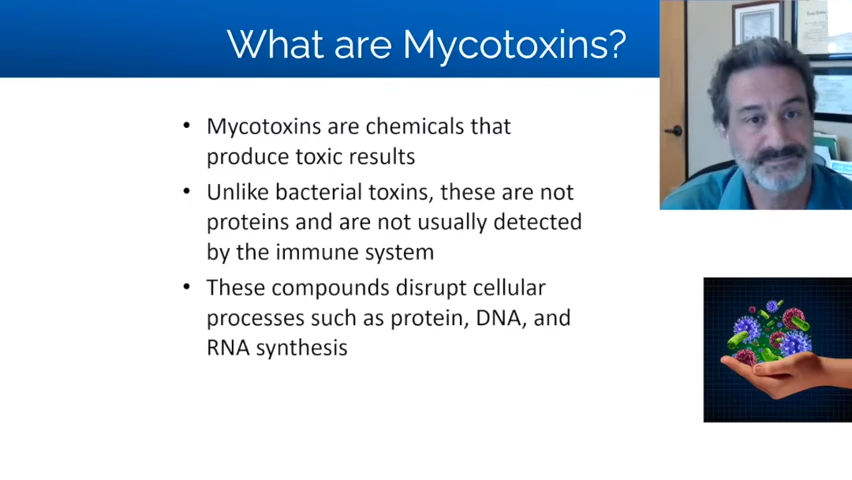 What are Mycotoxins?
• Mycotoxins are chemicals that
produce toxic results
• Unlike bacterial toxins, these are not
proteins and are not usually detected
by the immune system
• These compounds disrupt cellular
processes such as protein, DNA, and
RNA synthesis